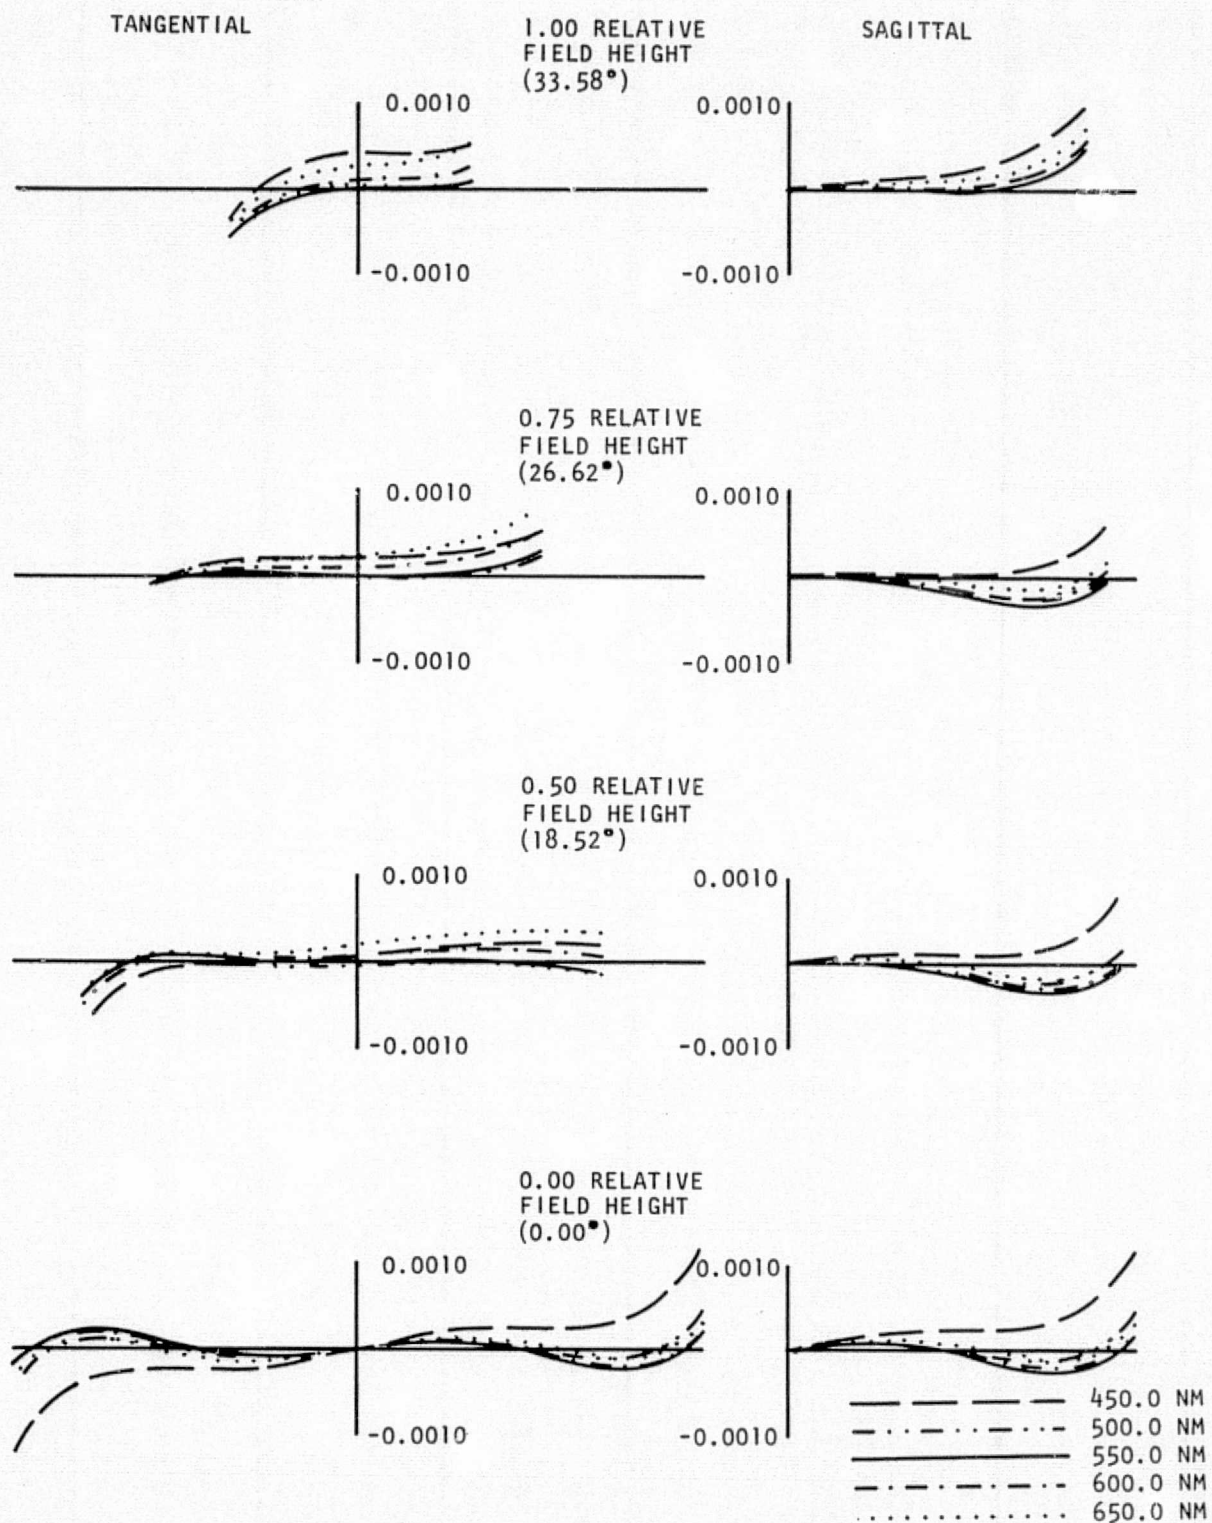 TANGENTIAL
1.00 RELATIVE
FIELD HEIGHT
(33.58°)
SAGITTAL
0.0010
0.0010
-0.0010
-0.0010
0.75 RELATIVE
FIELD HEIGHT
(26.62°)
0.0010
0.0010
-0.0010
-0.0010
0.50 RELATIVE
FIELD HEIGHT
(18.52°)
0.0010
0.0010
-0.0010
-0.0010
0.00 RELATIVE
FIELD HEIGHT
(0.00°)
0.0010
0.0010
-0.0010
-0.0010
450.0 NM
500.0 NM
550.0 NM
600.0 NM
650.0 NM